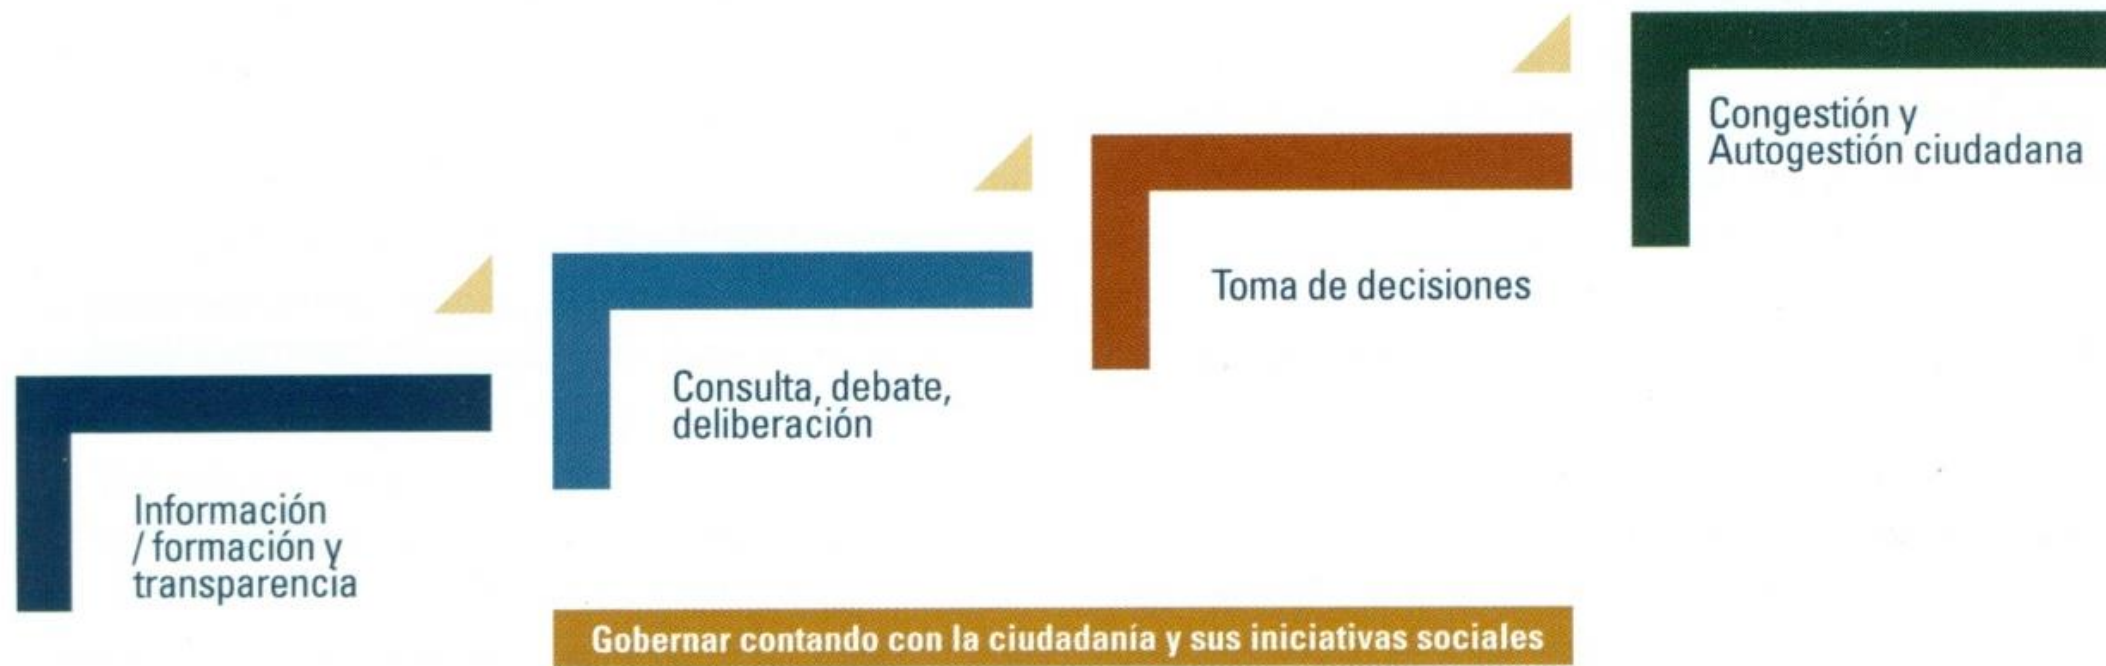 Información
/ formación y
transparencia
Consulta, debate,
deliberación
Toma de decisiones
Congestión y
Autogestión ciudadana
Gobernar contando con la ciudadanía y sus iniciativas sociales